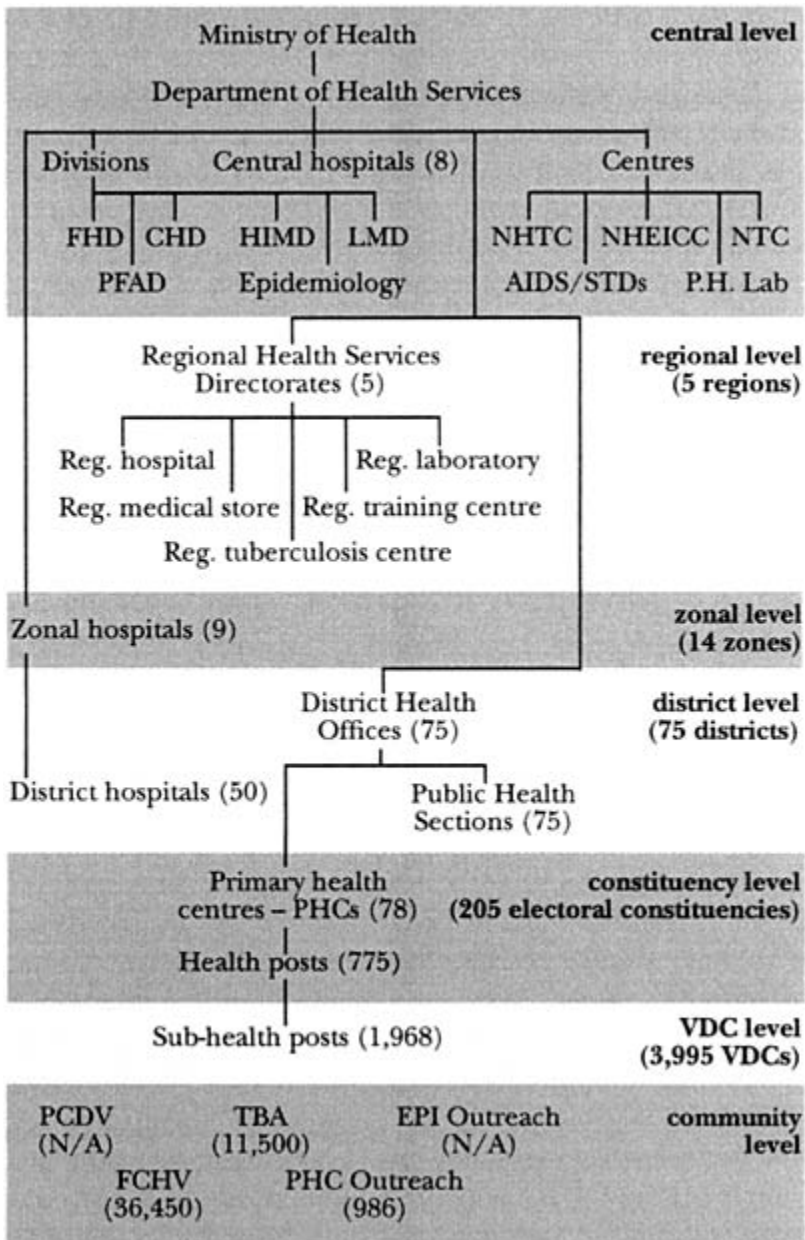 Ministry of Health
central level
Department of Health Services
Divisions
Central hospitals (8)
Centres
FHD CHD HIMD LMD
NHTC NHEICC NTC
PFAD Epidemiology
AIDS/STDs P.H. Lab
Regional Health Services
Directorates (5)
regional level
(5 regions)
Reg. hospital
Reg. laboratory
Reg. medical store
Reg. training centre
Reg. tuberculosis centre
Zonal hospitals (9)
zonal level
(14 zones)
District Health
Offices (75)
district level
(75 districts)
District hospitals (50)
Public Health
Sections (75)
Primary health
centres – PHCs (78)
constituency level
(205 electoral constituencies)
Health posts (775)
Sub-health posts (1,968)
VDC level
(3,995 VDCs)
PCDV
(N/A)
TBA
(11,500)
EPI Outreach
(N/A)
community
level
FCHV
(36,450)
PHC Outreach
(986)